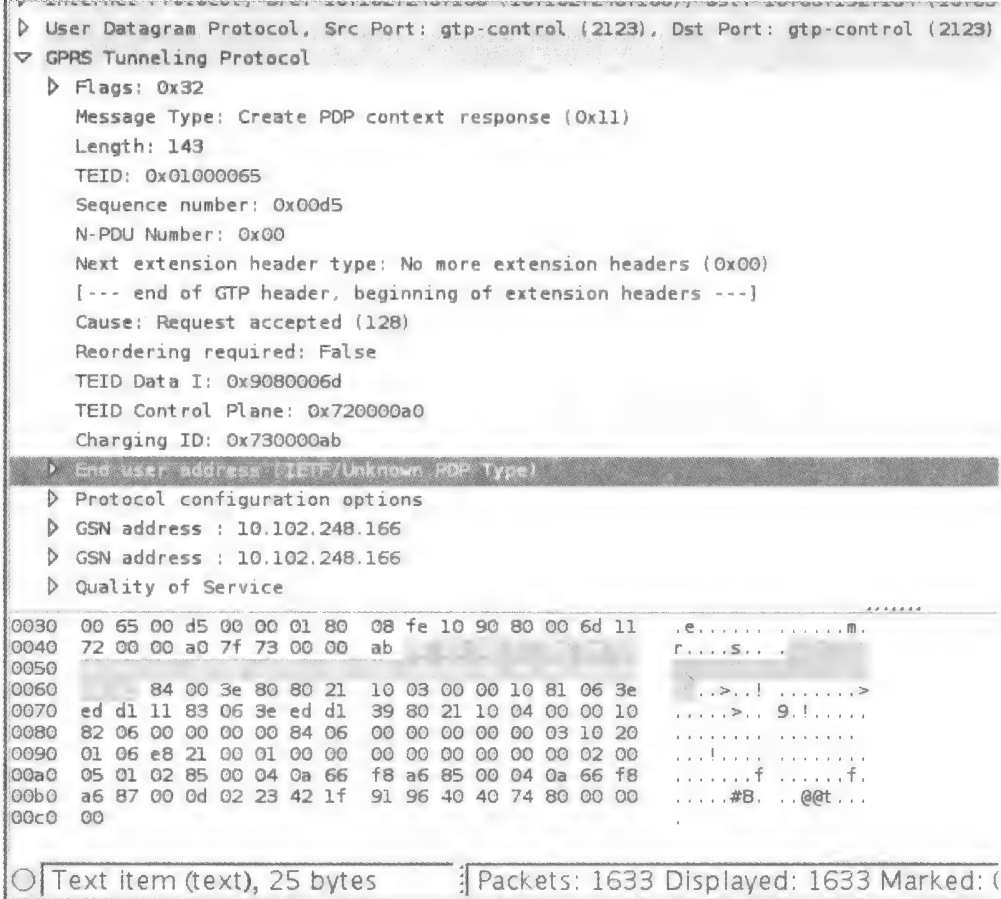 User Datagram Protocol, Src Port: gtp-control (2123), Dst Port: gtp-control (2123)
GPRS Tunneling Protocol
Flags: 0x32
Message Type: Create PDP context response (0x11)
Length: 143
TEID: 0x01000065
Sequence number: 0x00d5
N-PDU Number: 0x00
Next extension header type: No more extension headers (0x00)
[--- end of GTP header, beginning of extension headers ---]
Cause: Request accepted (128)
Reordering required: False
TEID Data I: 0x9080006d
TEID Control Plane: 0x720000a0
Charging ID: 0x730000ab
End user address (IETF/Unknown PDP Type)
Protocol configuration options
GSN address : 10.102.248.166
GSN address : 10.102.248.166
Quality of Service
0030 00 65 00 d5 00 00 01 80 08 fe 10 90 80 00 6d 11 .e...... ......m.
0040 72 00 00 a0 7f 73 00 00 ab r....s.. .
0050
0060 84 00 3e 80 80 21 10 03 00 00 10 81 06 3e ..>..! .......>
0070 ed d1 11 83 06 3e ed d1 39 80 21 10 04 00 00 10 .....>.. 9.!.....
0080 82 06 00 00 00 00 84 06 00 00 00 00 00 03 10 20 ........ .......
0090 01 06 e8 21 00 01 00 00 00 00 00 00 00 00 02 00 ...!.... ........
00a0 05 01 02 85 00 04 0a 66 f8 a6 85 00 04 0a 66 f8 .......f ......f.
00b0 a6 87 00 0d 02 23 42 1f 91 96 40 40 74 80 00 00 .....#B. ..@@t...
00c0 00 .
Text item (text), 25 bytes
Packets: 1633 Displayed: 1633 Marked: (